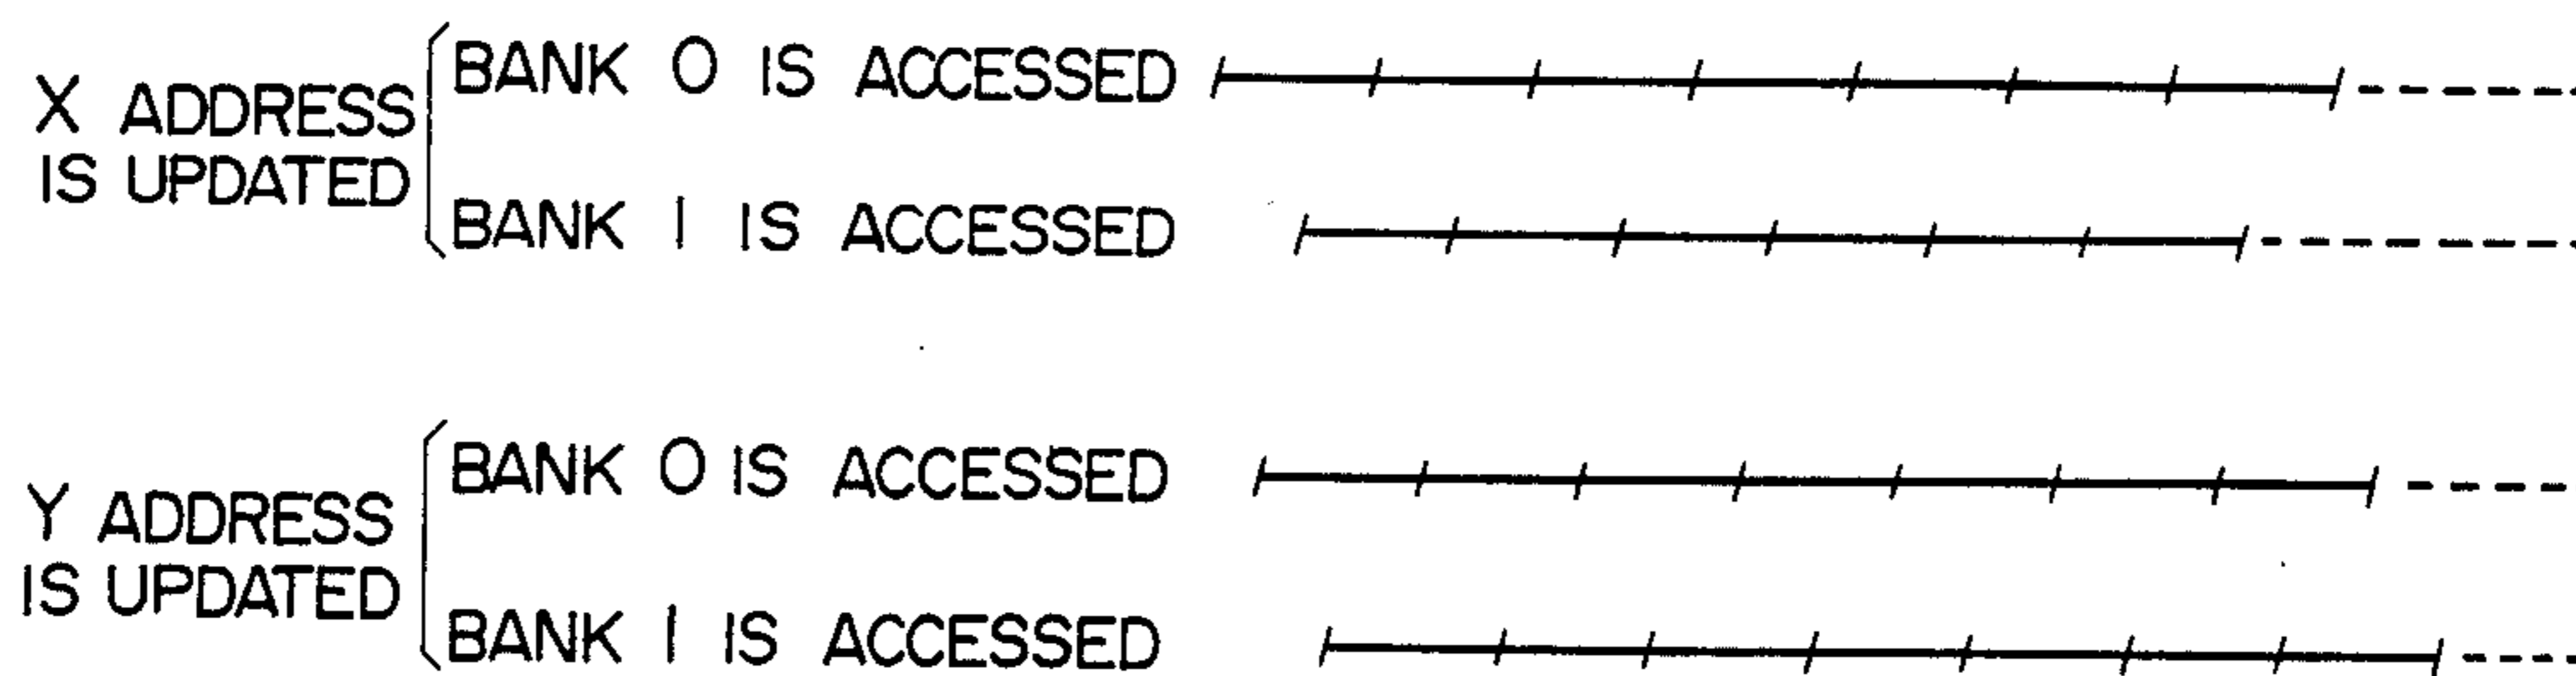 X ADDRESS
IS UPDATED
BANK 0 IS ACCESSED
BANK 1 IS ACCESSED
Y ADDRESS
IS UPDATED
BANK 0 IS ACCESSED
BANK 1 IS ACCESSED